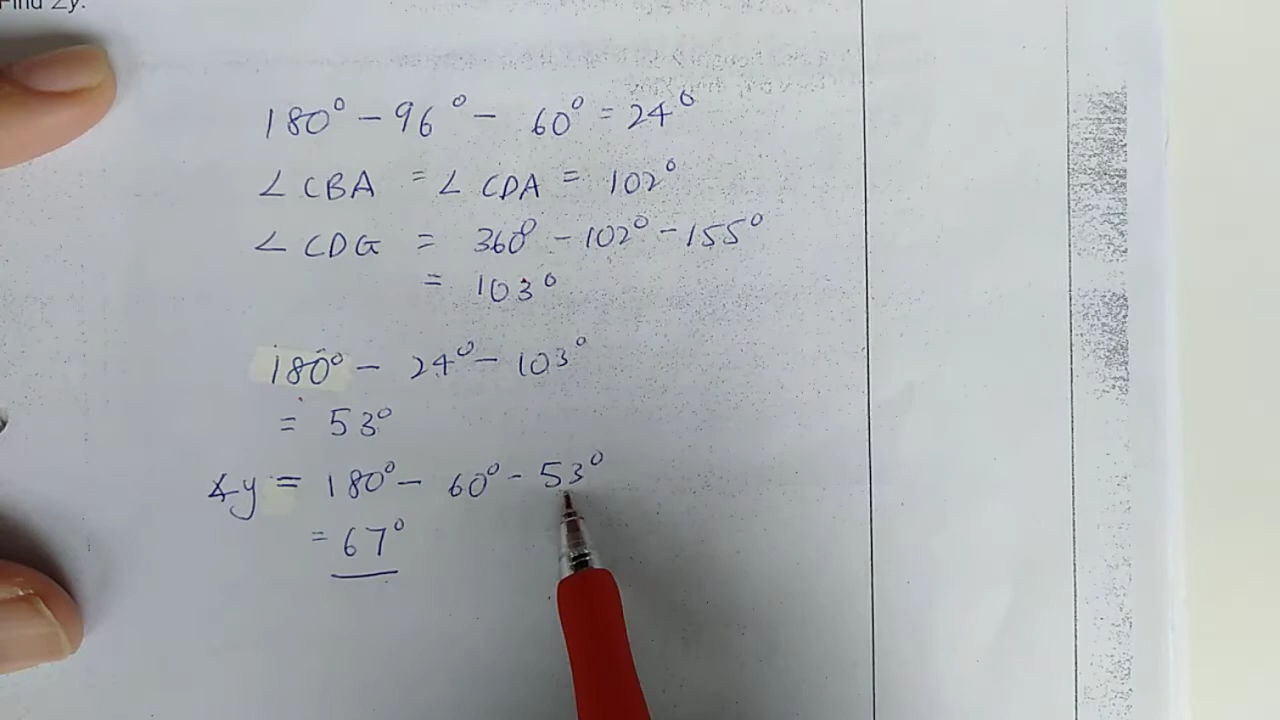 Find ∠y.
180° - 96° - 60° = 24°
∠CBA = ∠CDA = 102°
∠CDG = 360° - 102° - 155°
= 103°
180° - 24° - 103°
= 53°
∡y = 180° - 60° - 53°
= 67°